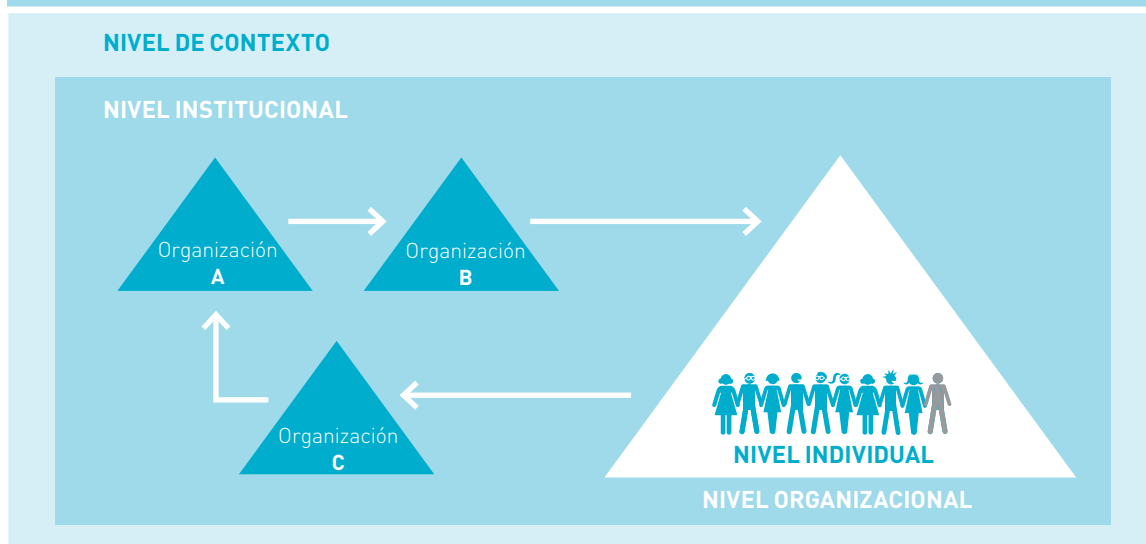 NIVEL DE CONTEXTO
NIVEL INSTITUCIONAL
Organización
A
Organización
B
Organización
C
NIVEL INDIVIDUAL
NIVEL ORGANIZACIONAL